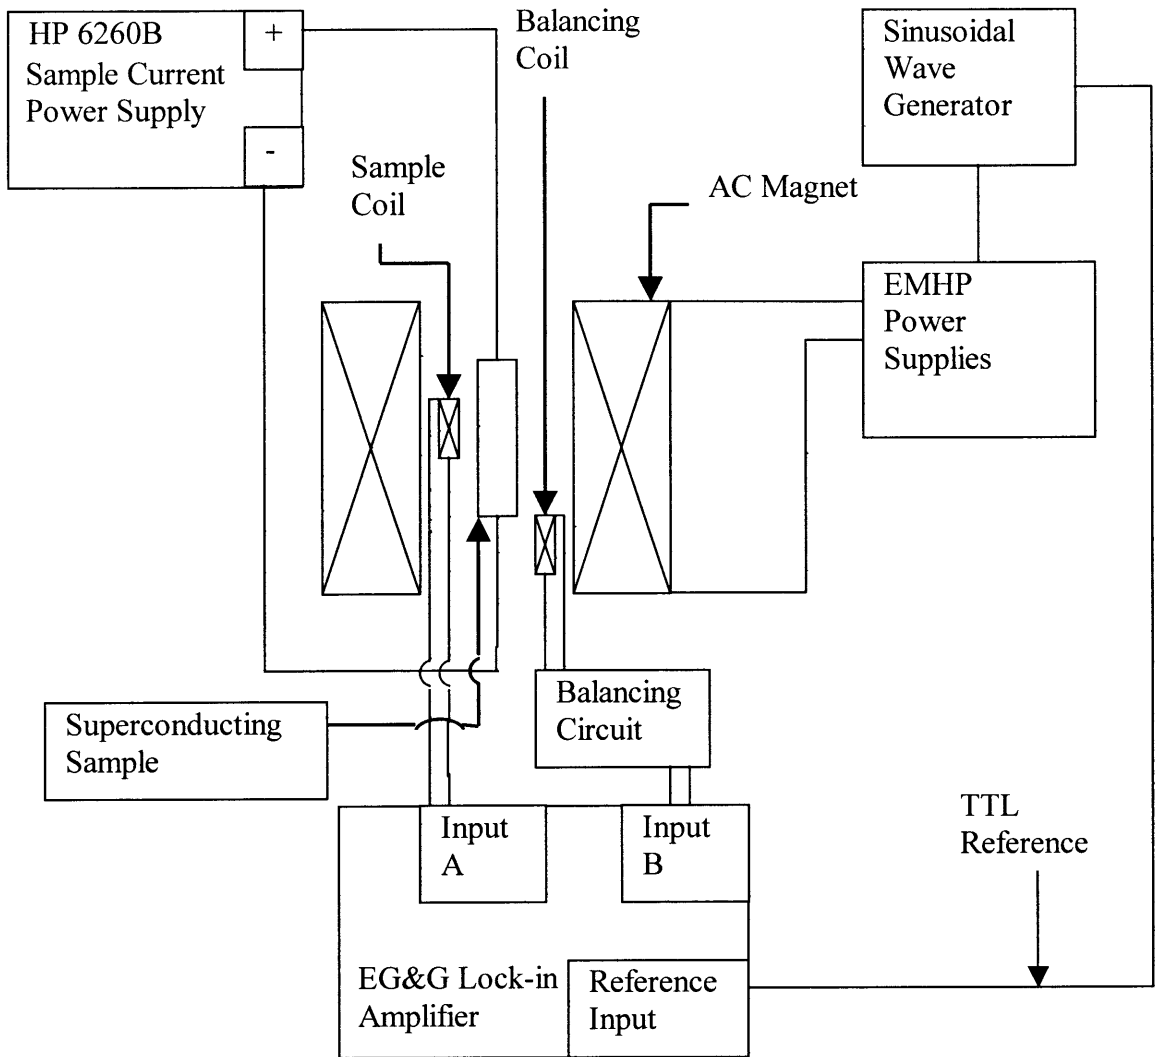 HP 6260B
+
Sample Current
Power Supply
-
Balancing
Coil
Sinusoidal
Wave
Generator
Sample
Coil
AC Magnet
EMHP
Power
Supplies
Superconducting
Sample
Balancing
Circuit
Input
A
Input
B
TTL
Reference
EG&G Lock-in
Amplifier
Reference
Input